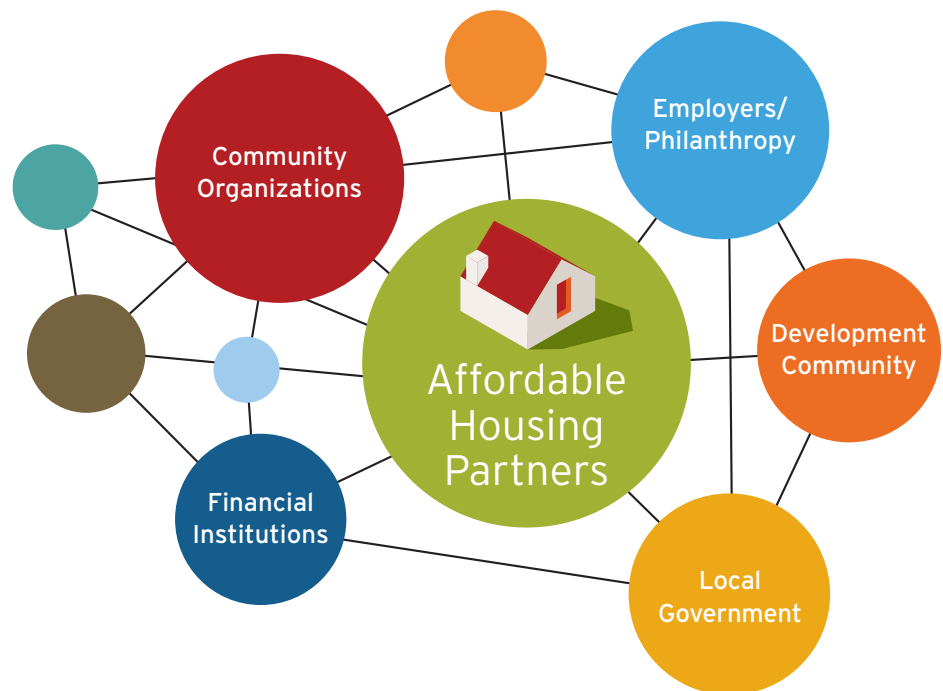 Community
Organizations
Employers/
Philanthropy
Affordable
Housing
Partners
Development
Community
Financial
Institutions
Local
Government